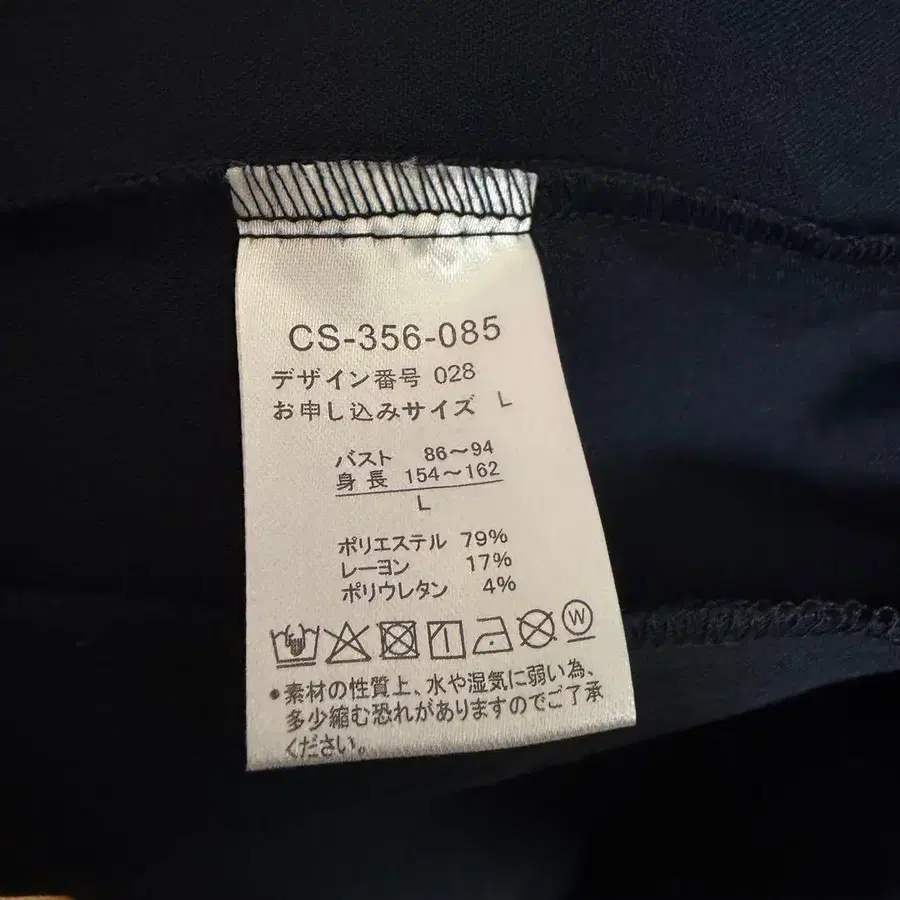 CS-356-085
デザイン番号 028
お申し込みサイズ L
バスト 86～94
身長 154～162
L
ポリエステル 79%
レーヨン 17%
ポリウレタン 4%
W
•素材の性質上、水や湿気に弱い為、
多少縮む恐れがありますのでご了承
ください。